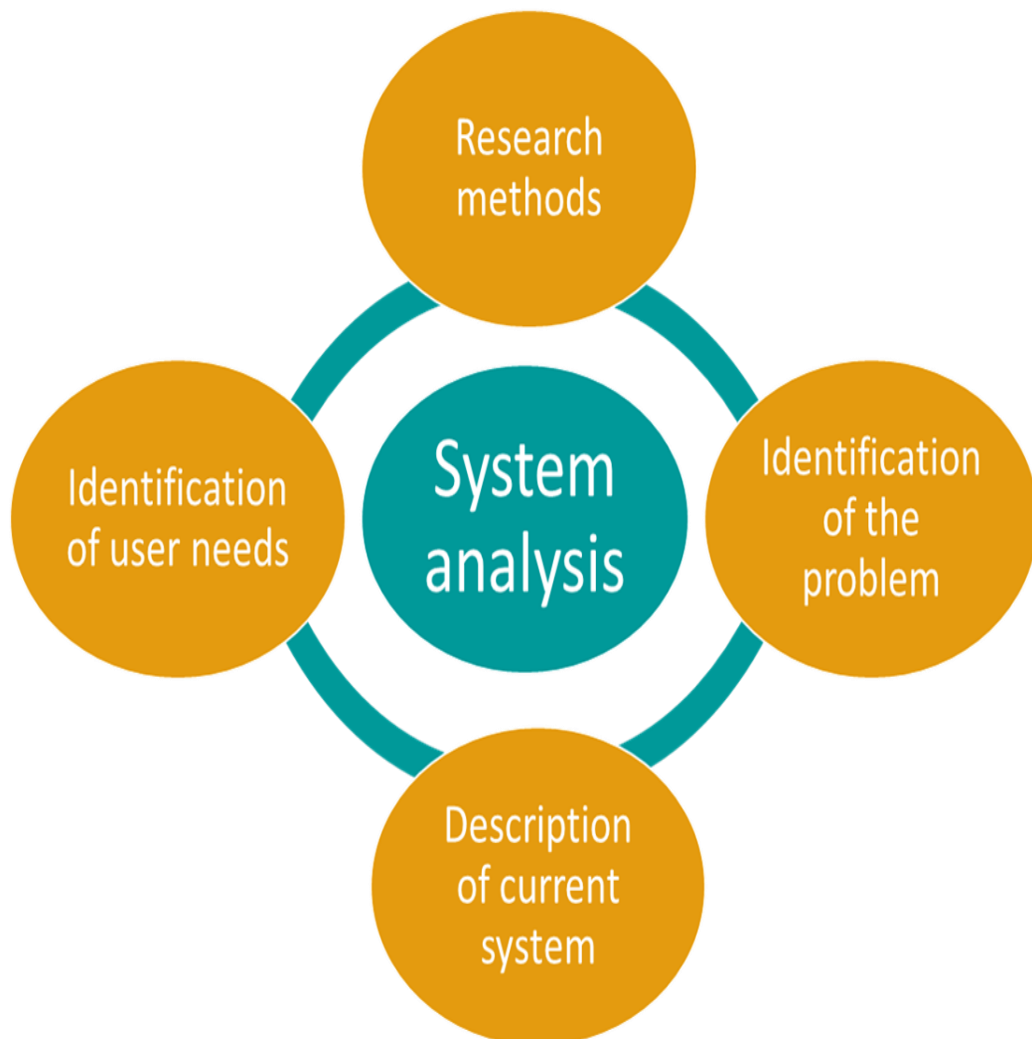 Research
methods
Identification
of user needs
System
analysis
Identification
of the
problem
Description
of current
system